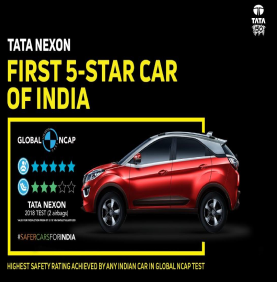 TATA
TATA NEXON
FIRST 5-STAR CAR
OF INDIA
GLOBAL NCAP
TATA NEXON
2018 TEST (2 airbags)
#SAFERCARSFORINDIA
HIGHEST SAFETY RATING ACHIEVED BY ANY INDIAN CAR IN GLOBAL NCAP TEST